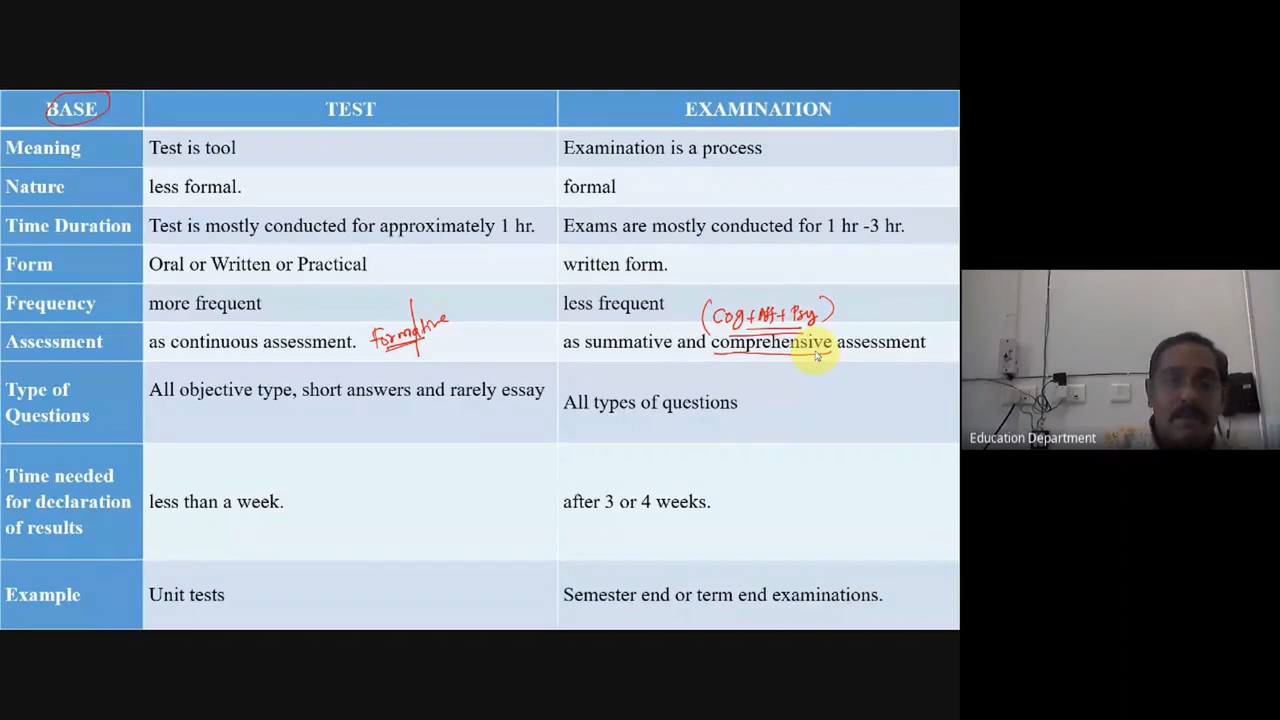 BASE TEST EXAMINATION
Meaning Test is tool Examination is a process
Nature less formal. formal
Time Duration Test is mostly conducted for approximately 1 hr. Exams are mostly conducted for 1 hr -3 hr.
Form Oral or Written or Practical written form.
Frequency more frequent less frequent
(Cog+Aff+Psy)
Assessment as continuous assessment. Formative as summative and comprehensive assessment
Type of
Questions
All objective type, short answers and rarely essay
All types of questions
Time needed
for declaration
of results
less than a week. after 3 or 4 weeks.
Example Unit tests Semester end or term end examinations.
Education Department